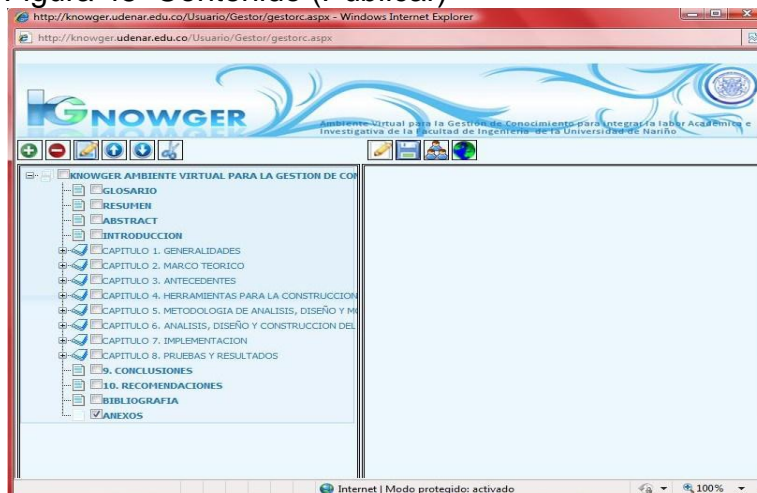 Figura 48 Contenido (Publicar)
http://knowger.udenar.edu.co/Usuario/Gestor/gestorc.aspx - Windows Internet Explorer
http://knowger.udenar.edu.co/Usuario/Gestor/gestorc.aspx
KGNOWGER
Ambiente Virtual para la Gestión de Conocimiento para integrar la labor Académica e
Investigativa de la Facultad de Ingeniería de la Universidad de Nariño
KNOWGER AMBIENTE VIRTUAL PARA LA GESTION DE CON
GLOSARIO
RESUMEN
ABSTRACT
INTRODUCCION
CAPITULO 1. GENERALIDADES
CAPITULO 2. MARCO TEORICO
CAPITULO 3. ANTECEDENTES
CAPITULO 4. HERRAMIENTAS PARA LA CONSTRUCCION
CAPITULO 5. METODOLOGIA DE ANALISIS, DISEÑO Y MO
CAPITULO 6. ANALISIS, DISEÑO Y CONSTRUCCION DEL
CAPITULO 7. IMPLEMENTACION
CAPITULO 8. PRUEBAS Y RESULTADOS
9. CONCLUSIONES
10. RECOMENDACIONES
BIBLIOGRAFIA
ANEXOS
Internet | Modo protegido: activado
100%